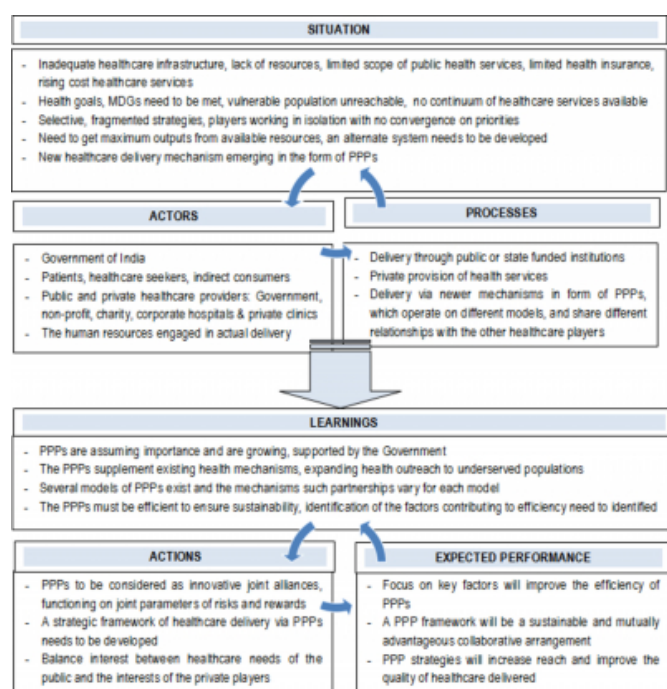 SITUATION
- Inadequate healthcare infrastructure, lack of resources, limited scope of public health services, limited health insurance,
rising cost healthcare services
- Health goals, MDGs need to be met, vulnerable population unreachable, no continuum of healthcare services available
- Selective, fragmented strategies, players working in isolation with no convergence on priorities
- Need to get maximum outputs from available resources, an alternate system needs to be developed
- New healthcare delivery mechanism emerging in the form of PPPs
ACTORS
- Government of India
- Patients, healthcare seekers, indirect consumers
- Public and private healthcare providers: Government,
non-profit, charity, corporate hospitals & private clinics
- The human resources engaged in actual delivery
PROCESSES
- Delivery through public or state funded institutions
- Private provision of health services
- Delivery via newer mechanisms in form of PPPs,
which operate on different models, and share different
relationships with the other healthcare players
LEARNINGS
- PPPs are assuming importance and are growing, supported by the Government
- The PPPs supplement existing health mechanisms, expanding health outreach to underserved populations
- Several models of PPPs exist and the mechanisms such partnerships vary for each model
- The PPPs must be efficient to ensure sustainability, identification of the factors contributing to efficiency need to identified
ACTIONS
- PPPs to be considered as innovative joint alliances,
functioning on joint parameters of risks and rewards
- A strategic framework of healthcare delivery via PPPs
needs to be developed
- Balance interest between healthcare needs of the
public and the interests of the private players
EXPECTED PERFORMANCE
- Focus on key factors will improve the efficiency of
PPPs
- A PPP framework will be a sustainable and mutually
advantageous collaborative arrangement
- PPP strategies will increase reach and improve the
quality of healthcare delivered